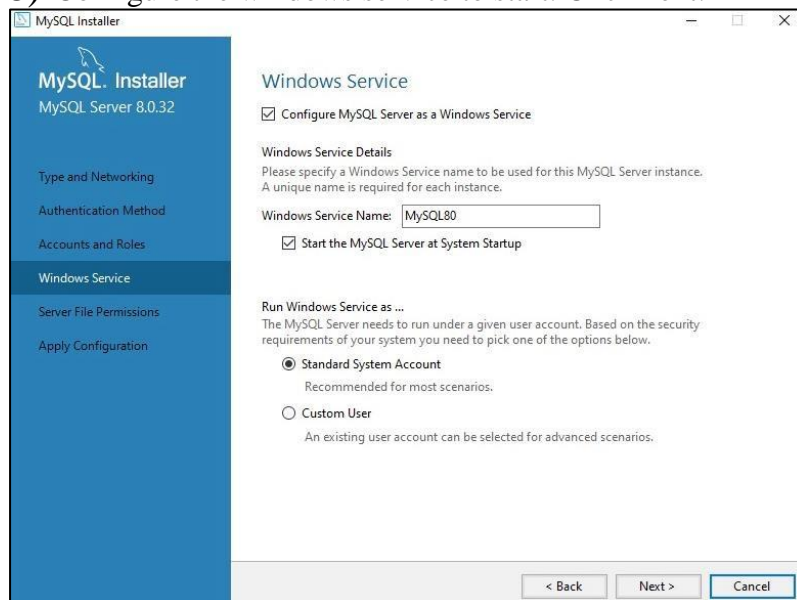 MySQL Installer
MySQL. Installer
MySQL Server 8.0.32
Type and Networking
Authentication Method
Accounts and Roles
Windows Service
Server File Permissions
Apply Configuration
Windows Service
Configure MySQL Server as a Windows Service
Windows Service Details
Please specify a Windows Service name to be used for this MySQL Server instance.
A unique name is required for each instance.
Windows Service Name: MySQL80
Start the MySQL Server at System Startup
Run Windows Service as ...
The MySQL Server needs to run under a given user account. Based on the security
requirements of your system you need to pick one of the options below.
Standard System Account
Recommended for most scenarios.
Custom User
An existing user account can be selected for advanced scenarios.
< Back Next > Cancel